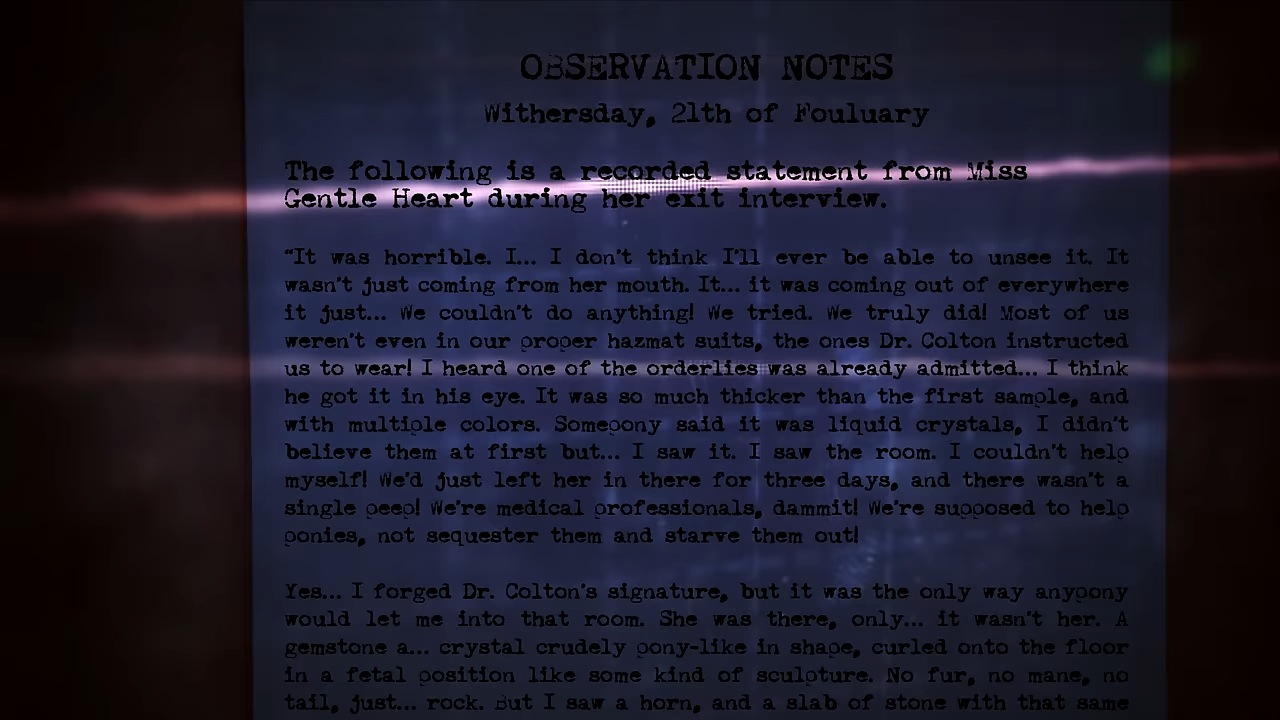 OBSERVATION NOTES
Withersday, 21th of Fouluary
The following is a recorded statement from Miss
Gentle Heart during her exit interview.
“It was horrible. I... I don't think I'll ever be able to unsee it. It
wasn't just coming from her mouth. It... it was coming out of everywhere
it just... We couldn't do anything! We tried. We truly did! Most of us
weren't even in our proper hazmat suits, the ones Dr. Colton instructed
us to wear! I heard one of the orderlies was already admitted... I think
he got it in his eye. It was so much thicker than the first sample, and
with multiple colors. Somepony said it was liquid crystals, I didn't
believe them at first but... I saw it. I saw the room. I couldn't help
myself! We'd just left her in there for three days, and there wasn't a
single peep! We're medical professionals, dammit! We're supposed to help
ponies, not sequester them and starve them out!
Yes... I forged Dr. Colton's signature, but it was the only way anypony
would let me into that room. She was there, only... it wasn't her. A
gemstone a... crystal crudely pony-like in shape, curled onto the floor
in a fetal position like some kind of sculpture. No fur, no mane, no
tail, just... rock. But I saw a horn, and a slab of stone with that same